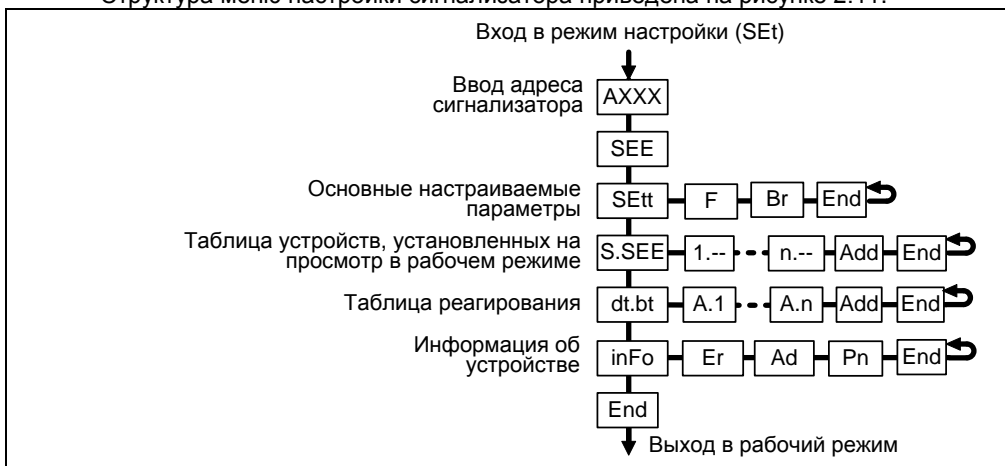 Структура меню настройки сигнализатора приведена на рисунке 2.11.
Вход в режим настройки (SEt)
Ввод адреса
сигнализатора
AXXX
SEE
Основные настраиваемые
параметры
SEtt F Br End
Таблица устройств, установленных на
просмотр в рабочем режиме
S.SEE 1.-- n.-- Add End
Таблица реагирования
dt.bt A.1 A.n Add End
Информация об
устройстве
inFo Er Ad Pn End
End
Выход в рабочий режим